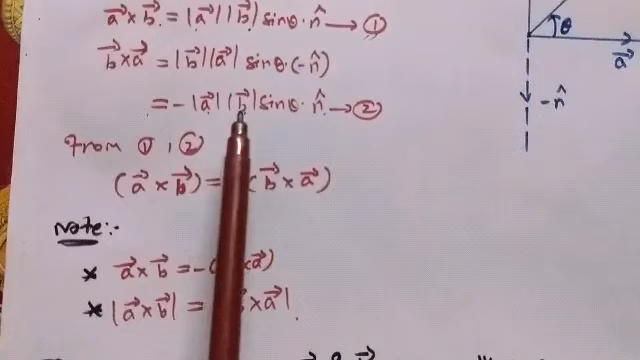 a⃗ × b⃗ = |a⃗| |b⃗| sinθ · n̂ → ①
b⃗ × a⃗ = |b⃗| |a⃗| sinθ · (-n̂)
= - |a⃗| |b⃗| sinθ · n̂ → ②
From ①, ②
(a⃗ × b⃗) = (b⃗ × a⃗)
Note:-
* a⃗ × b⃗ = -( ×a⃗)
* |a⃗ × b⃗| = ×a⃗|.
θ
a⃗
-n̂